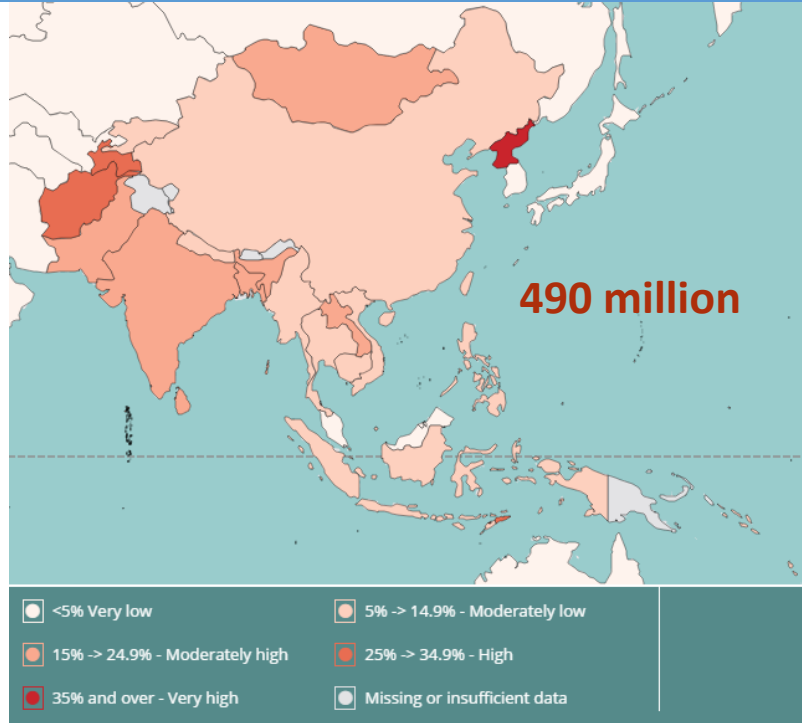 490 million
<5% Very low
5% -> 14.9% - Moderately low
15% -> 24.9% - Moderately high
25% -> 34.9% - High
35% and over - Very high
Missing or insufficient data